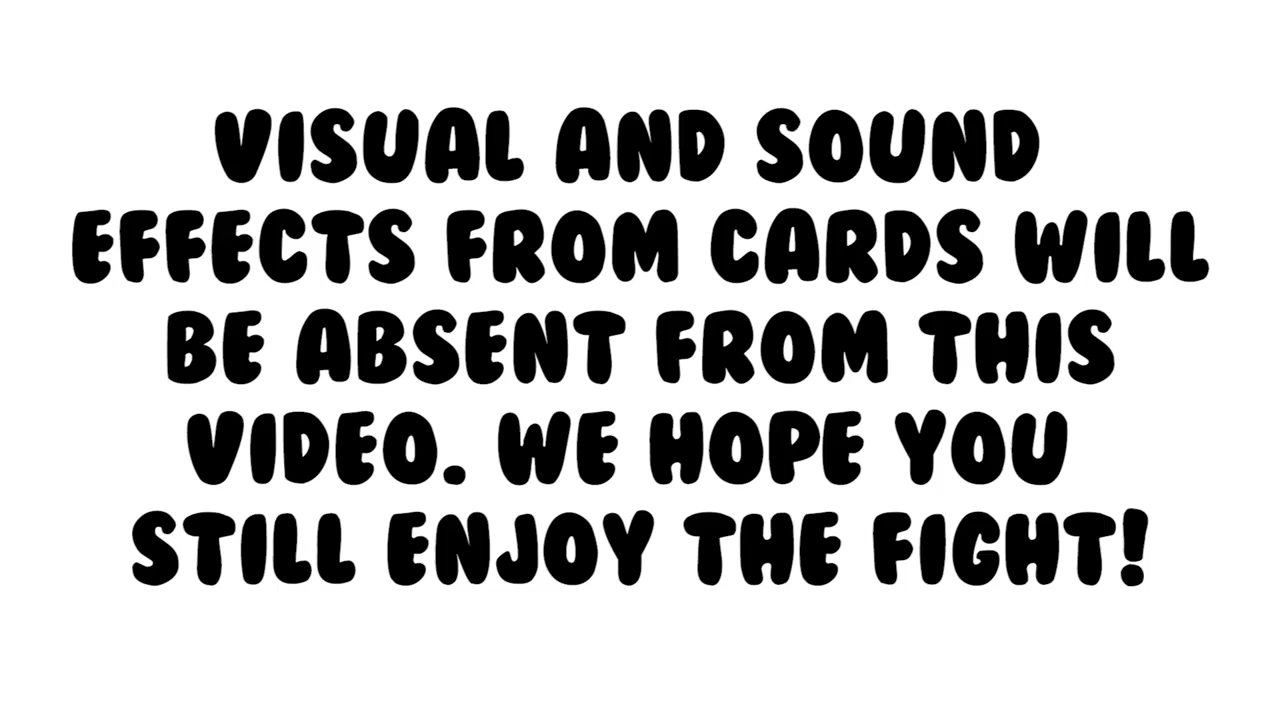 VISUAL AND SOUND
EFFECTS FROM CARDS WILL
BE ABSENT FROM THIS
VIDEO. WE HOPE YOU
STILL ENJOY THE FIGHT!